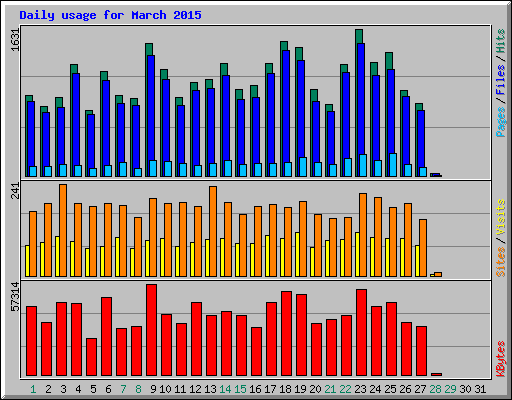 Daily usage for March 2015
1631
Pages / Files / Hits
241
Sites / Visits
57314
KBytes
1 2 3 4 5 6 7 8 9 10 11 12 13 14 15 16 17 18 19 20 21 22 23 24 25 26 27 28 29 30 31